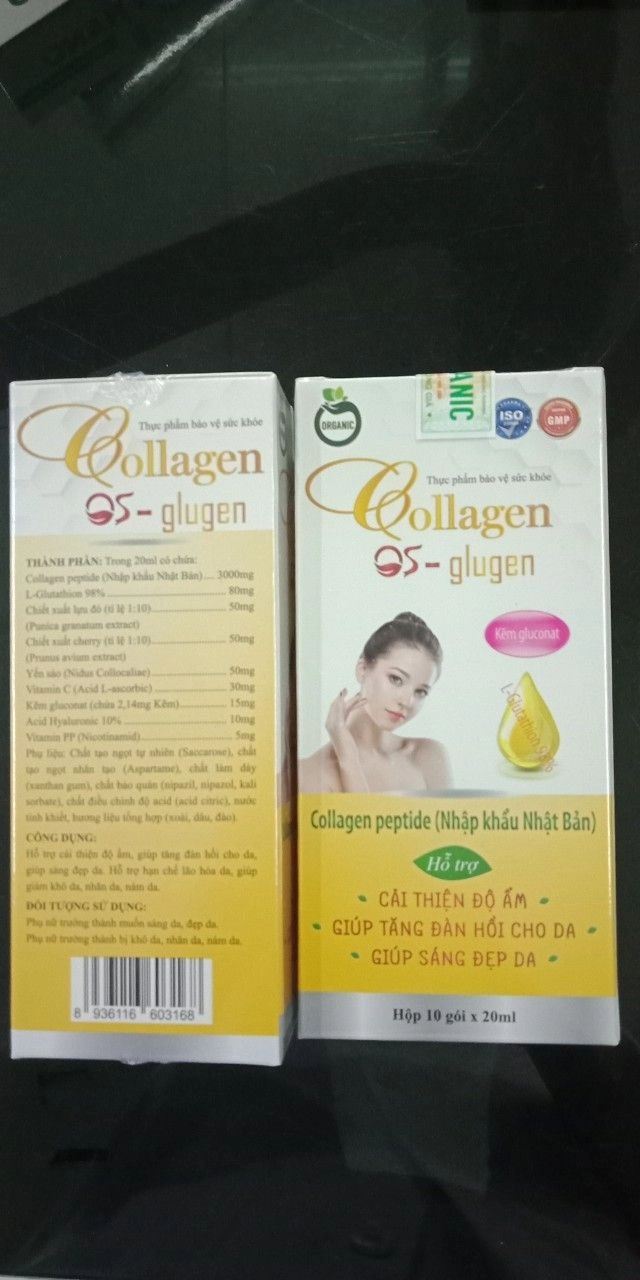 Thực phẩm bảo vệ sức khỏe
Collagen
QS - glugen
THÀNH PHẦN: Trong 20ml có chứa:
Collagen peptide (Nhập khẩu Nhật Bản).... 3000mg
L-Glutathion 98%........ 80mg
Chiết xuất lựu đỏ (tỉ lệ 1:10)........ 50mg
(Punica granatum extract)
Chiết xuất cherry (tỉ lệ 1:10)........ 50mg
(Prunus avium extract)
Yến sào (Nidus Collocaliae)........ 50mg
Vitamin C (Acid L-ascorbic)........ 30mg
Kẽm gluconat (chứa 2,14mg Kẽm)........ 15mg
Acid Hyaluronic 10%........ 10mg
Vitamin PP (Nicotinamid)........ 5mg
Phụ liệu: Chất tạo ngọt tự nhiên (Saccarose), chất
tạo ngọt nhân tạo (Aspartame), chất làm dày
(xanthan gum), chất bảo quản (nipazil, nipazol, kali
sorbate), chất điều chỉnh độ acid (acid citric), nước
tinh khiết, hương liệu tổng hợp (xoài, dâu, đào).
CÔNG DỤNG:
Hỗ trợ cải thiện độ ẩm, giúp tăng đàn hồi cho da,
giúp sáng đẹp da. Hỗ trợ hạn chế lão hóa da, giúp
giảm khô da, nhăn da, nám da.
ĐỐI TƯỢNG SỬ DỤNG:
Phụ nữ trưởng thành muốn sáng da, đẹp da.
Phụ nữ trưởng thành bị khô da, nhăn da, nám da.
8 936116 603168
ORGANIC
ANIC
NG GIẢ
ISO
GMP
Thực phẩm bảo vệ sức khỏe
Collagen
QS - glugen
Kẽm gluconat
L-Glutathion 98%
Collagen peptide (Nhập khẩu Nhật Bản)
Hỗ trợ
CẢI THIỆN ĐỘ ẨM
GIÚP TĂNG ĐÀN HỒI CHO DA
GIÚP SÁNG ĐẸP DA
Hộp 10 gói x 20ml